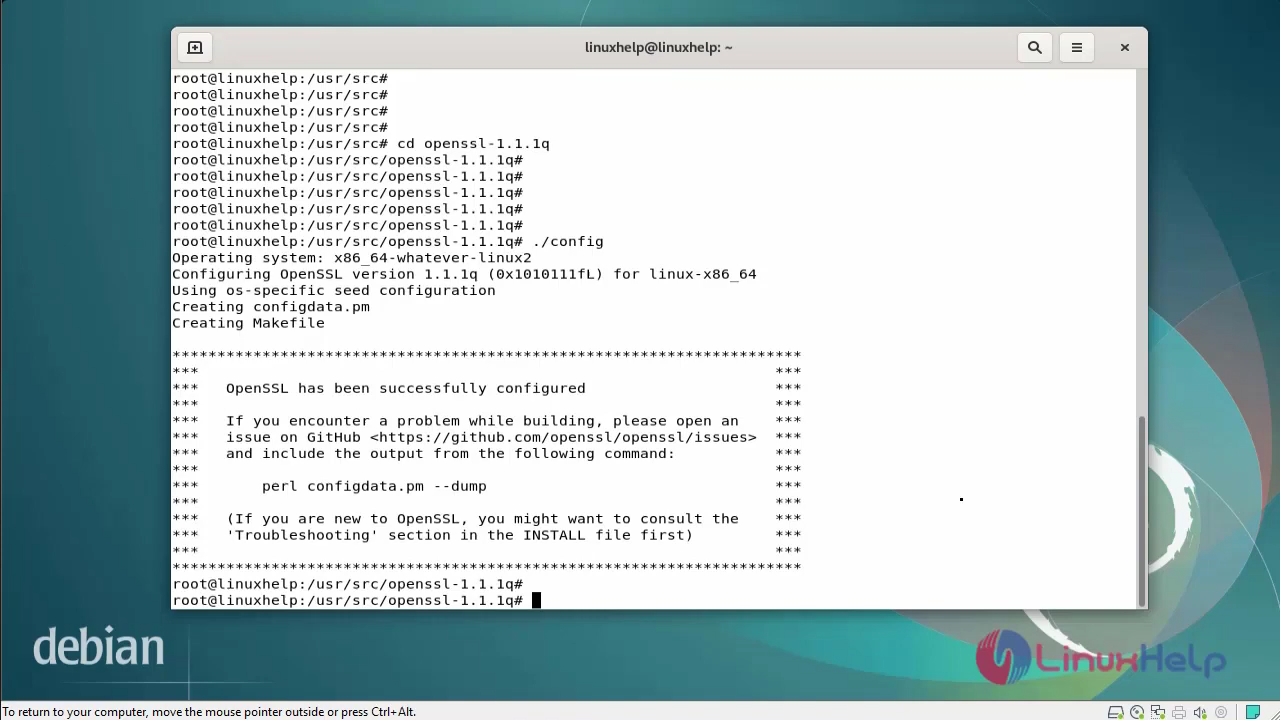 linuxhelp@linuxhelp: ~
root@linuxhelp:/usr/src#
root@linuxhelp:/usr/src#
root@linuxhelp:/usr/src#
root@linuxhelp:/usr/src#
root@linuxhelp:/usr/src# cd openssl-1.1.1q
root@linuxhelp:/usr/src/openssl-1.1.1q#
root@linuxhelp:/usr/src/openssl-1.1.1q#
root@linuxhelp:/usr/src/openssl-1.1.1q#
root@linuxhelp:/usr/src/openssl-1.1.1q#
root@linuxhelp:/usr/src/openssl-1.1.1q#
root@linuxhelp:/usr/src/openssl-1.1.1q# ./config
Operating system: x86_64-whatever-linux2
Configuring OpenSSL version 1.1.1q (0x1010111fL) for linux-x86_64
Using os-specific seed configuration
Creating configdata.pm
Creating Makefile
**********************************************************************
***                                                                ***
***   OpenSSL has been successfully configured                     ***
***                                                                ***
***   If you encounter a problem while building, please open an    ***
***   issue on GitHub <https://github.com/openssl/openssl/issues>  ***
***   and include the output from the following command:           ***
***                                                                ***
***       perl configdata.pm --dump                                ***
***                                                                ***
***   (If you are new to OpenSSL, you might want to consult the    ***
***   'Troubleshooting' section in the INSTALL file first)         ***
***                                                                ***
**********************************************************************
root@linuxhelp:/usr/src/openssl-1.1.1q#
root@linuxhelp:/usr/src/openssl-1.1.1q#
debian
LinuxHelp
To return to your computer, move the mouse pointer outside or press Ctrl+Alt.